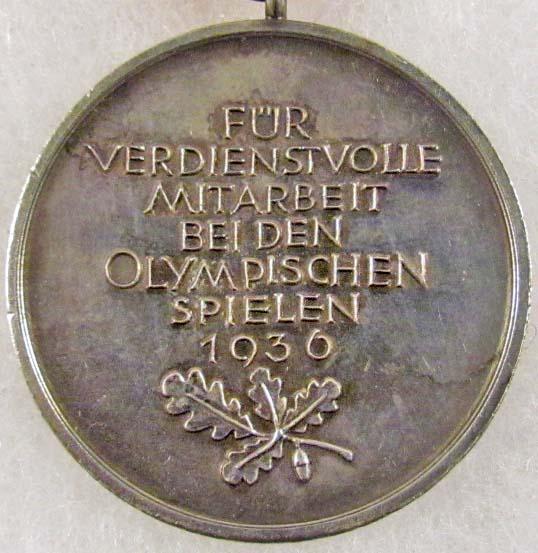 FÜR
VERDIENSTVOLLE
MITARBEIT
BEI DEN
OLYMPISCHEN
SPIELEN
1936